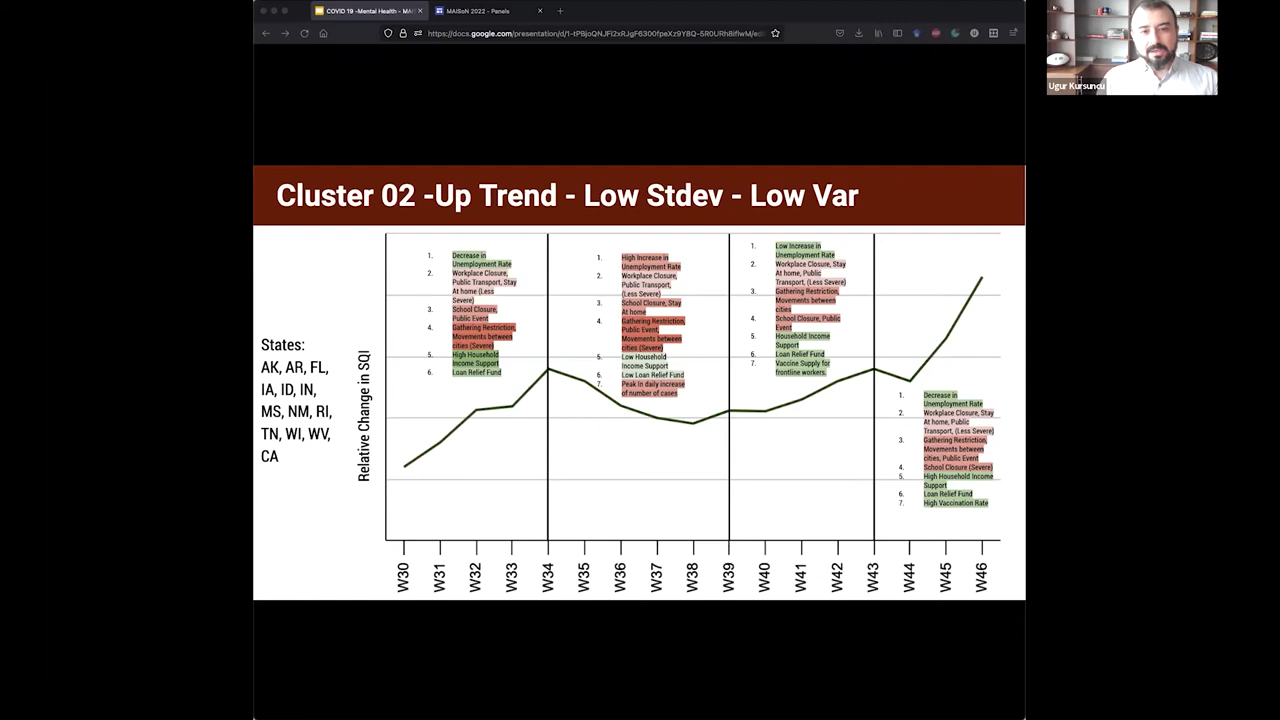 COVID 19 -Mental Health - MAI
MAISoN 2022 - Panels
Ugur Kursuncu
Cluster 02 -Up Trend - Low Stdev - Low Var
States:
AK, AR, FL,
IA, ID, IN,
MS, NM, RI,
TN, WI, WV,
CA
Relative Change in SQI
1. Decrease in
Unemployment Rate
2. Workplace Closure,
Public Transport, Stay
At home (Less
Severe)
3. School Closure,
Public Event
4. Gathering Restriction,
Movements between
cities (Severe)
5. High Household
Income Support
6. Loan Relief Fund
1. High Increase in
Unemployment Rate
2. Workplace Closure,
Public Transport,
(Less Severe)
3. School Closure, Stay
At home
4. Gathering Restriction,
Public Event,
Movements between
cities (Severe)
5. Low Household
Income Support
6. Low Loan Relief Fund
7. Peak In daily increase
of number of cases
1. Low Increase in
Unemployment Rate
2. Workplace Closure, Stay
At home, Public
Transport, (Less Severe)
3. Gathering Restriction,
Movements between
cities
4. School Closure, Public
Event
5. Household Income
Support
6. Loan Relief Fund
7. Vaccine Supply for
frontline workers.
1. Decrease in
Unemployment Rate
2. Workplace Closure, Stay
At home, Public
Transport, (Less Severe)
3. Gathering Restriction,
Movements between
cities, Public Event
4. School Closure (Severe)
5. High Household Income
Support
6. Loan Relief Fund
7. High Vaccination Rate
W30 W31 W32 W33 W34 W35 W36 W37 W38 W39 W40 W41 W42 W43 W44 W45 W46